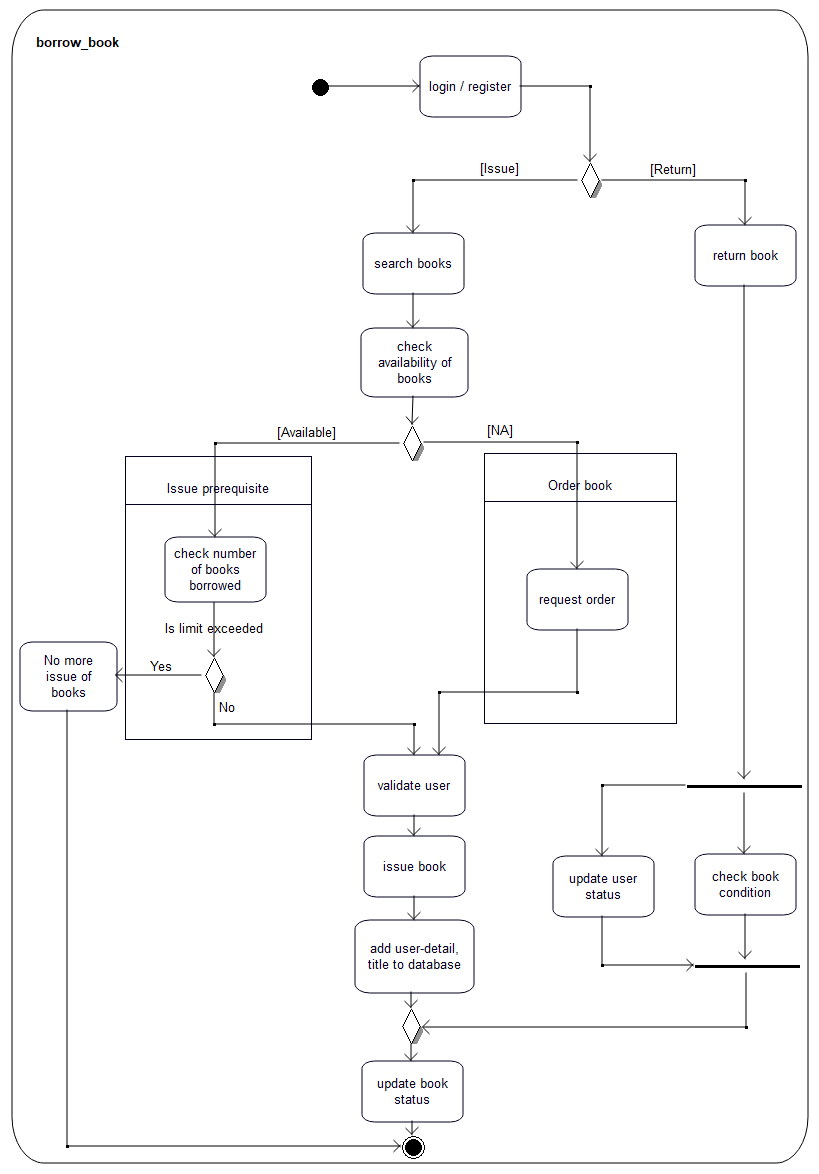 borrow_book
login / register
[Issue]
[Return]
search books
return book
check
availability of
books
[Available]
[NA]
Issue prerequisite
Order book
check number
of books
borrowed
request order
Is limit exceeded
No more
issue of
books
Yes
No
validate user
issue book
update user
status
check book
condition
add user-detail,
title to database
update book
status